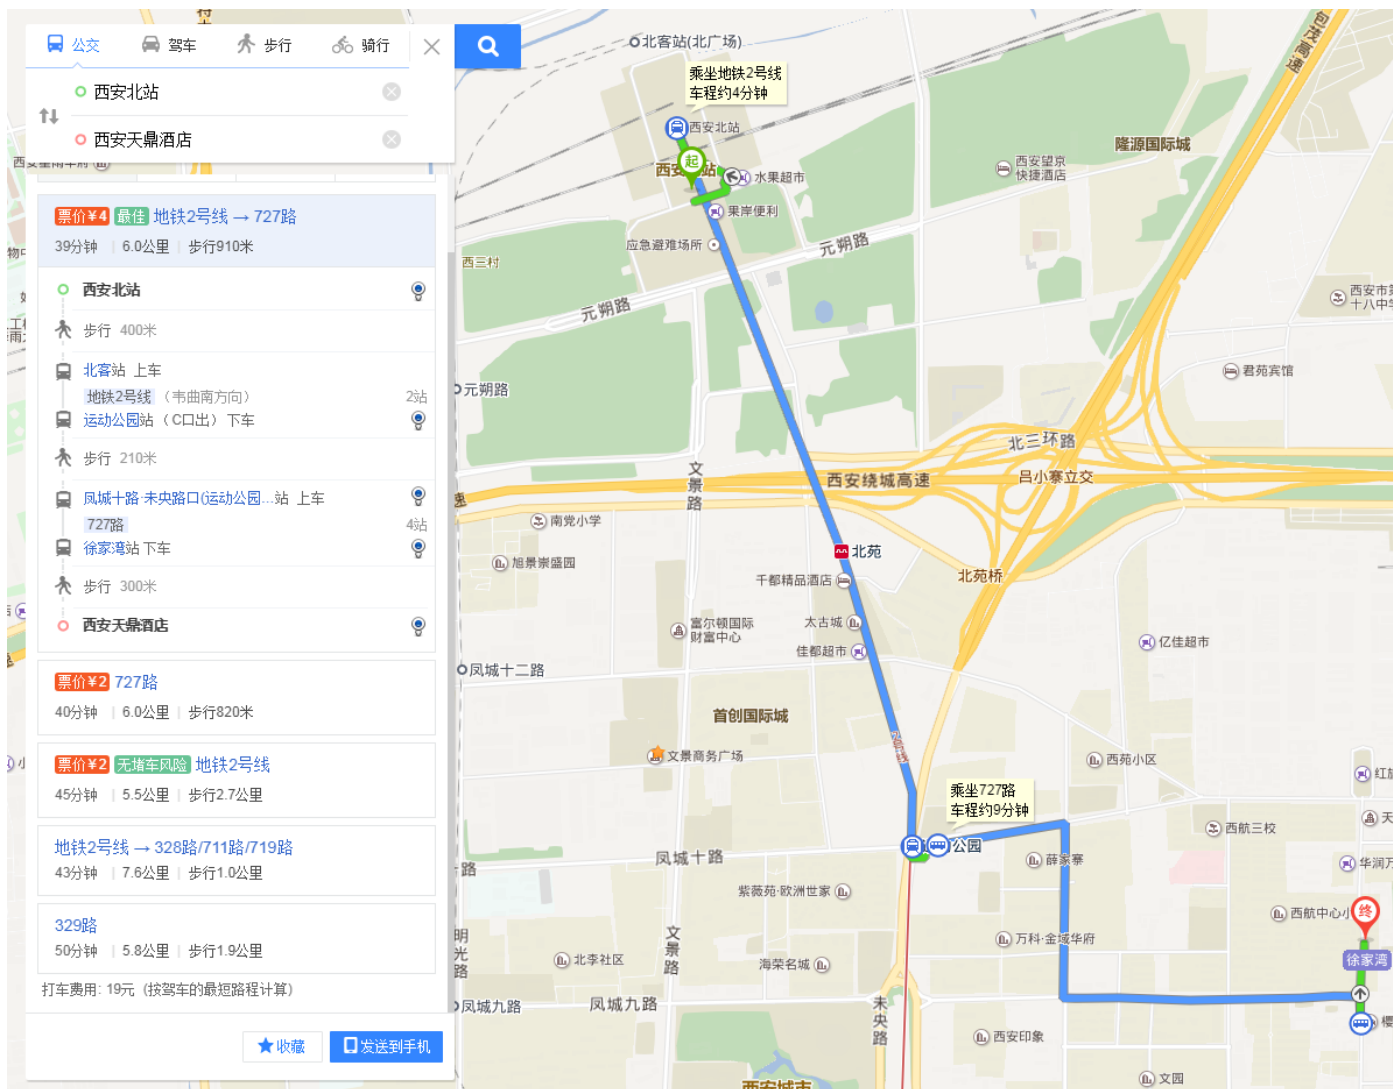 公交
驾车
步行
骑行
西安北站
西安天鼎酒店
票价¥4 最佳 地铁2号线 → 727路
39分钟 | 6.0公里 | 步行910米
西安北站
步行 400米
北客站 上车
地铁2号线 （韦曲南方向） 2站
运动公园站（C口出）下车
步行 210米
凤城十路·未央路口(运动公园...站 上车
727路 4站
徐家湾站 下车
步行 300米
西安天鼎酒店
票价¥2 727路
40分钟 | 6.0公里 | 步行820米
票价¥2 无堵车风险 地铁2号线
45分钟 | 5.5公里 | 步行2.7公里
地铁2号线 → 328路/711路/719路
43分钟 | 7.6公里 | 步行1.0公里
329路
50分钟 | 5.8公里 | 步行1.9公里
打车费用: 19元（按驾车的最短路程计算）
收藏
发送到手机
北客站(北广场)
包茂高速
乘坐地铁2号线
车程约4分钟
西安北站
起
水果超市
果岸便利
应急避难场所
元朔路
西三村
元朔路
元朔路
隆源国际城
西安望京
快捷酒店
西安市第
十八中学
君苑宾馆
北三环路
吕小寨立交
西安绕城高速
文景路
南党小学
旭景崇盛园
北苑
千都精品酒店
北苑桥
太古城
富尔顿国际
财富中心
佳都超市
亿佳超市
凤城十二路
首创国际城
文景商务广场
2号线
西苑小区
乘坐727路
车程约9分钟
公园
西航三校
薛家寨
凤城十路
紫薇苑·欧洲世家
西航中心小
终
万科·金域华府
文景路
明光路
北李社区
海荣名城
徐家湾
凤城九路
凤城九路
未央路
西安印象
文园
西安城市